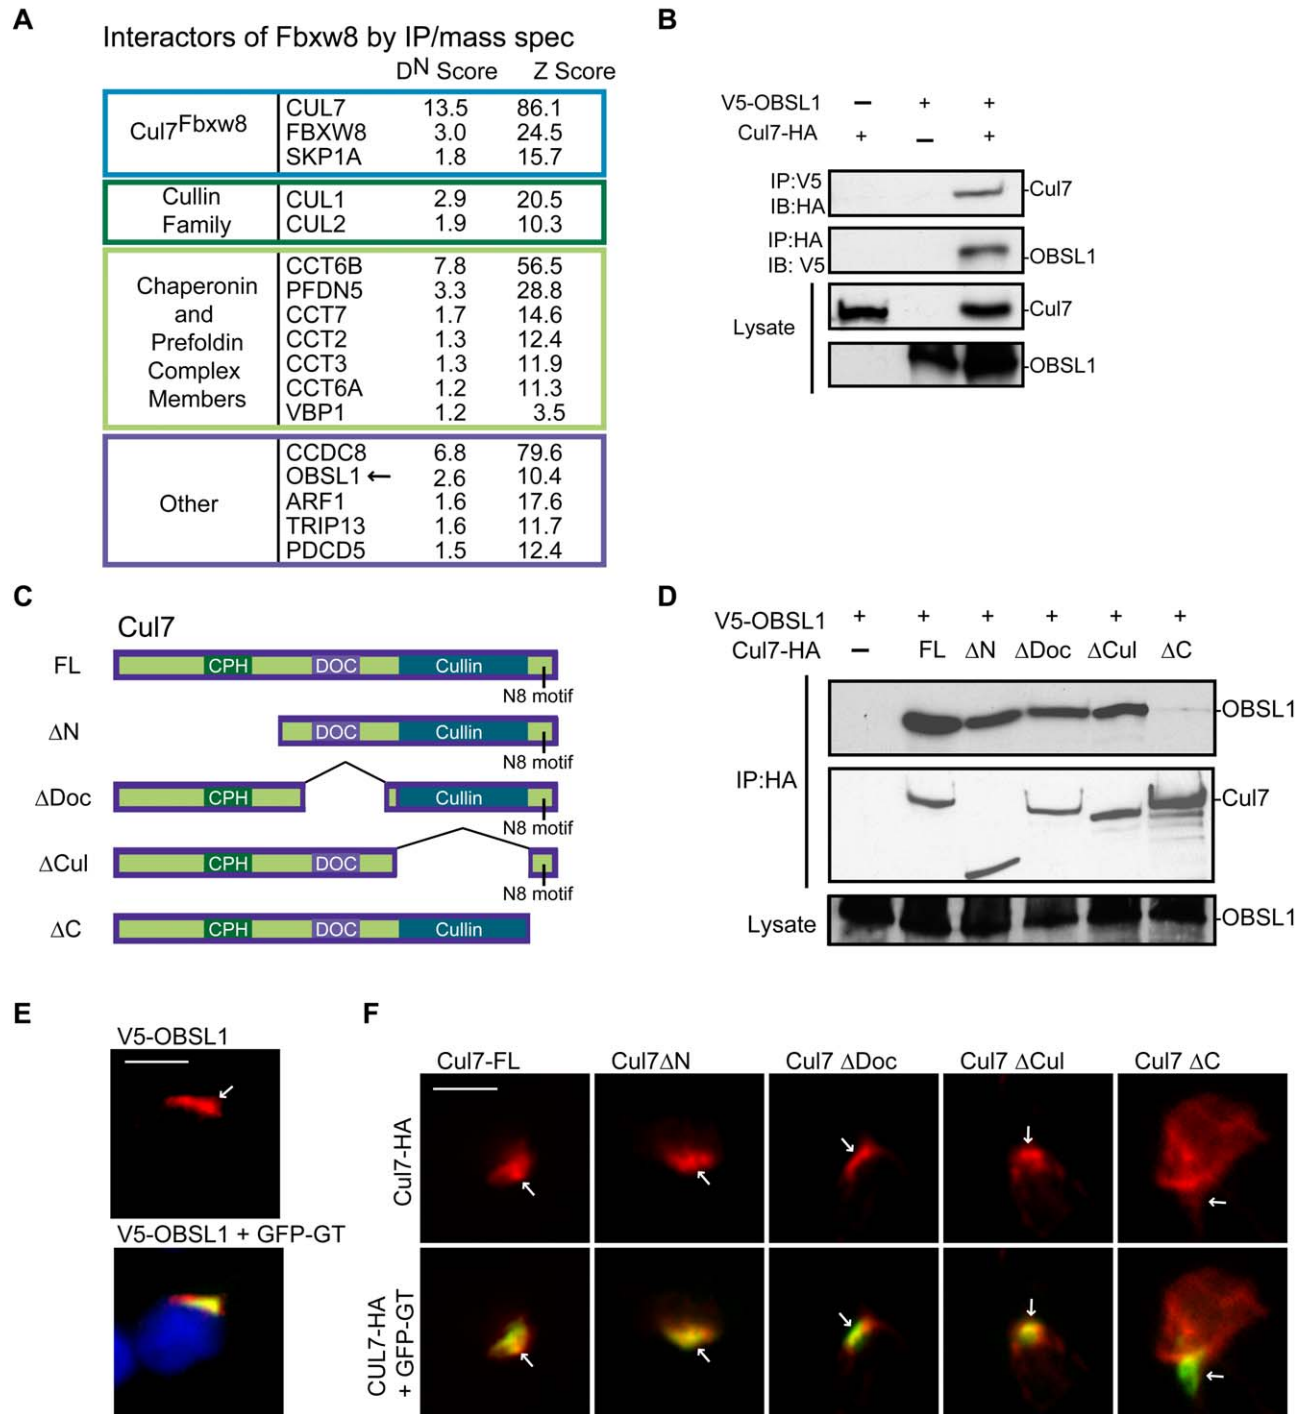 A
Interactors of Fbxw8 by IP/mass spec
D^N Score Z Score
Cul7^Fbxw8
CUL7 13.5 86.1
FBXW8 3.0 24.5
SKP1A 1.8 15.7
Cullin
Family
CUL1 2.9 20.5
CUL2 1.9 10.3
Chaperonin
and
Prefoldin
Complex
Members
CCT6B 7.8 56.5
PFDN5 3.3 28.8
CCT7 1.7 14.6
CCT2 1.3 12.4
CCT3 1.3 11.9
CCT6A 1.2 11.3
VBP1 1.2 3.5
Other
CCDC8 6.8 79.6
OBSL1 ← 2.6 10.4
ARF1 1.6 17.6
TRIP13 1.6 11.7
PDCD5 1.5 12.4
B
V5-OBSL1 − + +
Cul7-HA + − +
IP:V5
IB:HA
-Cul7
IP:HA
IB: V5
OBSL1
Lysate
-Cul7
-OBSL1
C
Cul7
FL CPH DOC Cullin
N8 motif
ΔN DOC Cullin
N8 motif
ΔDoc CPH Cullin
N8 motif
ΔCul CPH DOC
N8 motif
ΔC CPH DOC Cullin
D
V5-OBSL1 + + + + + +
Cul7-HA − FL ΔN ΔDoc ΔCul ΔC
IP:HA
-OBSL1
-Cul7
Lysate
-OBSL1
E
V5-OBSL1
V5-OBSL1 + GFP-GT
F
Cul7-FL Cul7ΔN Cul7 ΔDoc Cul7 ΔCul Cul7 ΔC
Cul7-HA
CUL7-HA
+ GFP-GT